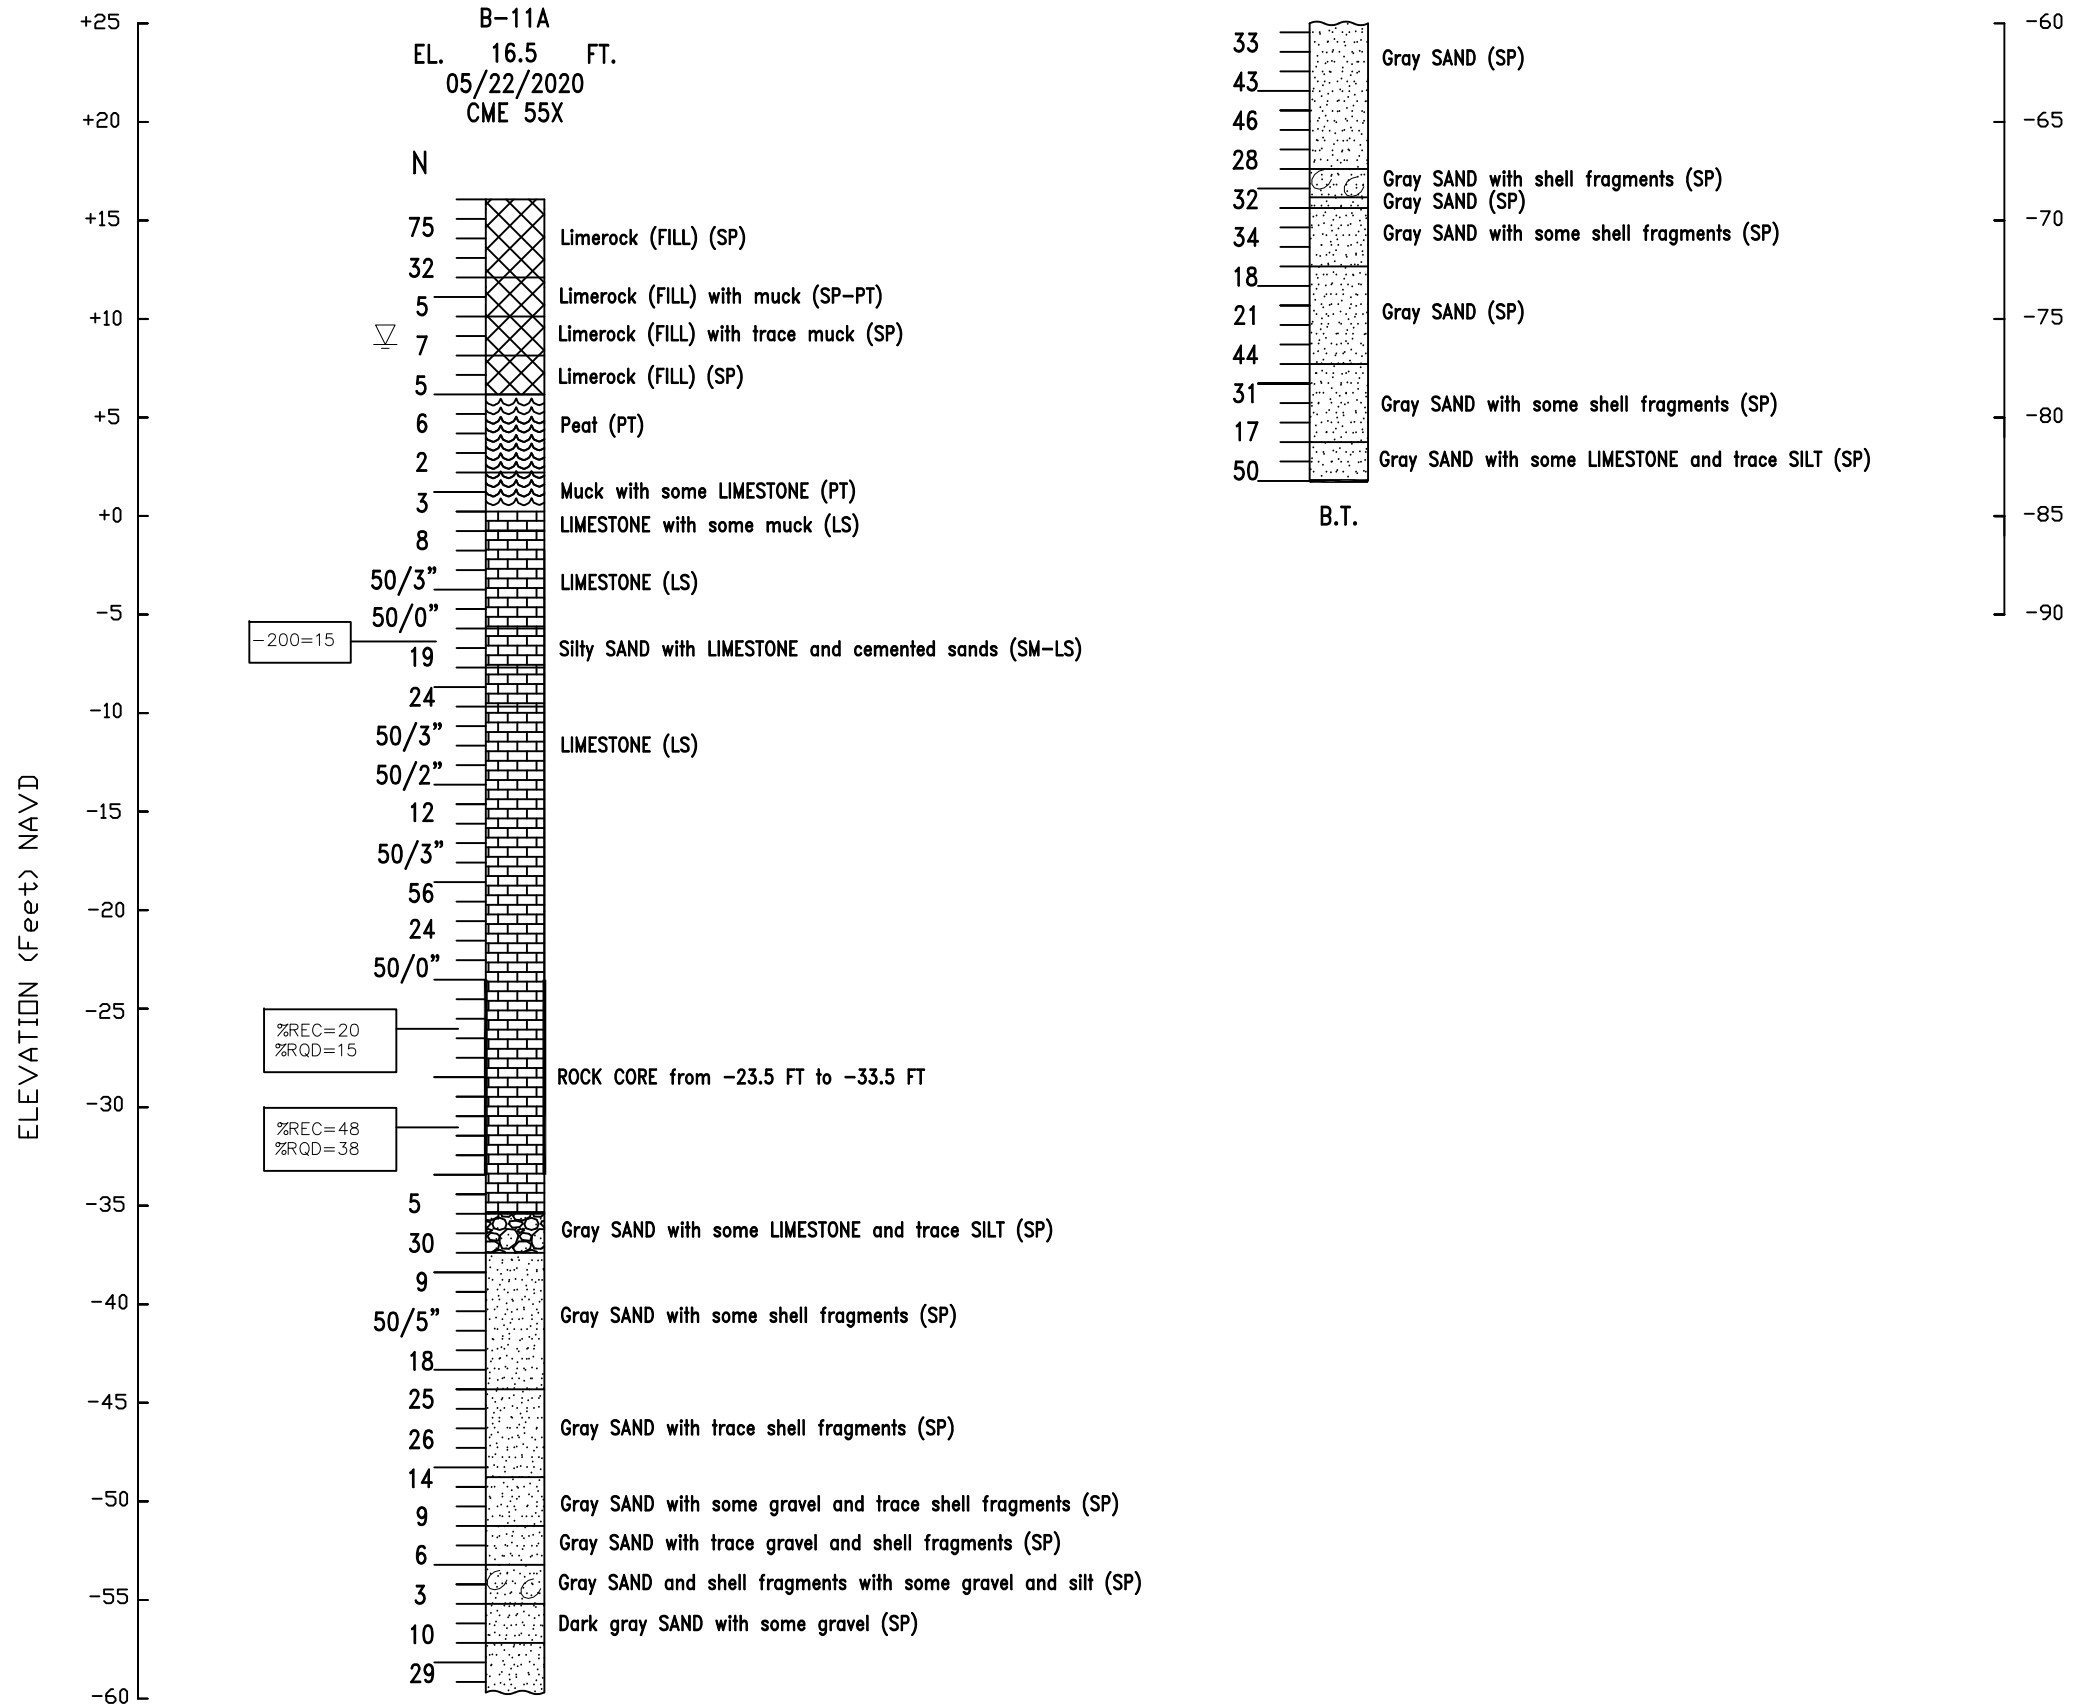 B-11A
EL. 16.5 FT.
05/22/2020
CME 55X
N
ELEVATION (Feet) NAVD
+25
+20
+15
+10
+5
+0
-5
-10
-15
-20
-25
-30
-35
-40
-45
-50
-55
-60
75
Limerock (FILL) (SP)
32
5
Limerock (FILL) with muck (SP-PT)
7
Limerock (FILL) with trace muck (SP)
5
Limerock (FILL) (SP)
6
Peat (PT)
2
3
Muck with some LIMESTONE (PT)
LIMESTONE with some muck (LS)
8
50/3"
LIMESTONE (LS)
50/0"
-200=15
19
Silty SAND with LIMESTONE and cemented sands (SM-LS)
24
50/3"
LIMESTONE (LS)
50/2"
12
50/3"
56
24
50/0"
%REC=20
%RQD=15
ROCK CORE from -23.5 FT to -33.5 FT
%REC=48
%RQD=38
5
30
Gray SAND with some LIMESTONE and trace SILT (SP)
9
50/5"
Gray SAND with some shell fragments (SP)
18
25
26
Gray SAND with trace shell fragments (SP)
14
9
Gray SAND with some gravel and trace shell fragments (SP)
6
Gray SAND with trace gravel and shell fragments (SP)
3
Gray SAND and shell fragments with some gravel and silt (SP)
10
Dark gray SAND with some gravel (SP)
29
33
Gray SAND (SP)
43
46
28
Gray SAND with shell fragments (SP)
32
Gray SAND (SP)
34
Gray SAND with some shell fragments (SP)
18
21
Gray SAND (SP)
44
31
Gray SAND with some shell fragments (SP)
17
50
Gray SAND with some LIMESTONE and trace SILT (SP)
B.T.
-60
-65
-70
-75
-80
-85
-90